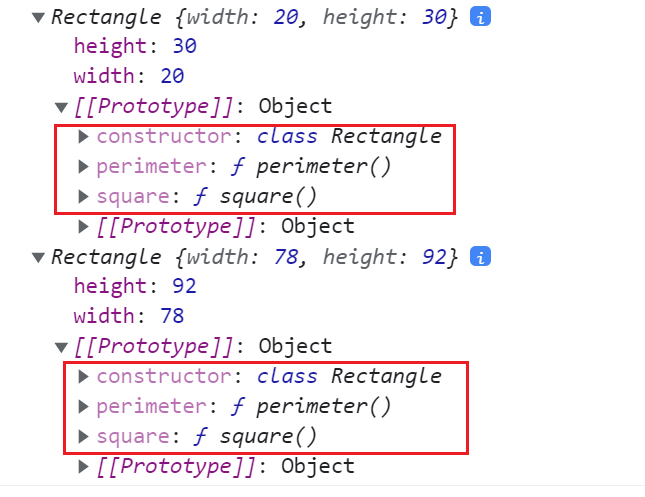 ▼Rectangle {width: 20, height: 30} i
height: 30
width: 20
▼[[Prototype]]: Object
▶constructor: class Rectangle
▶perimeter: ƒ perimeter()
▶square: ƒ square()
▶[[Prototype]]: Object
▼Rectangle {width: 78, height: 92} i
height: 92
width: 78
▼[[Prototype]]: Object
▶constructor: class Rectangle
▶perimeter: ƒ perimeter()
▶square: ƒ square()
▶[[Prototype]]: Object